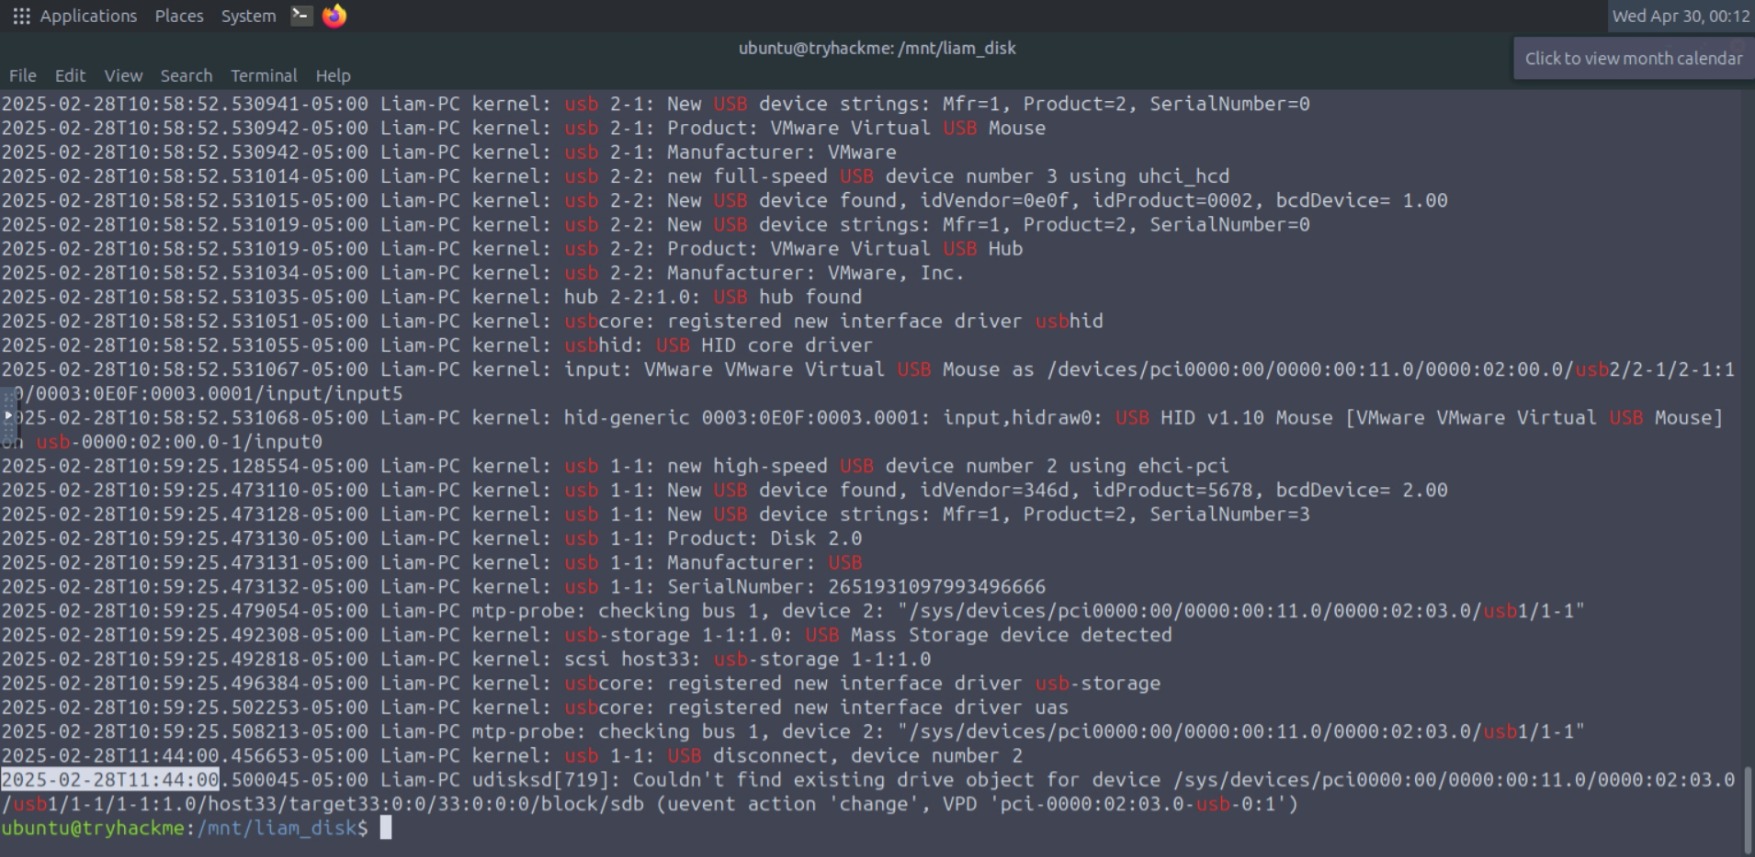 Applications Places System Wed Apr 30, 00:12
ubuntu@tryhackme: /mnt/liam_disk
Click to view month calendar
File Edit View Search Terminal Help
2025-02-28T10:58:52.530941-05:00 Liam-PC kernel: usb 2-1: New USB device strings: Mfr=1, Product=2, SerialNumber=0
2025-02-28T10:58:52.530942-05:00 Liam-PC kernel: usb 2-1: Product: VMware Virtual USB Mouse
2025-02-28T10:58:52.530942-05:00 Liam-PC kernel: usb 2-1: Manufacturer: VMware
2025-02-28T10:58:52.531014-05:00 Liam-PC kernel: usb 2-2: new full-speed USB device number 3 using uhci_hcd
2025-02-28T10:58:52.531015-05:00 Liam-PC kernel: usb 2-2: New USB device found, idVendor=0e0f, idProduct=0002, bcdDevice= 1.00
2025-02-28T10:58:52.531019-05:00 Liam-PC kernel: usb 2-2: New USB device strings: Mfr=1, Product=2, SerialNumber=0
2025-02-28T10:58:52.531019-05:00 Liam-PC kernel: usb 2-2: Product: VMware Virtual USB Hub
2025-02-28T10:58:52.531034-05:00 Liam-PC kernel: usb 2-2: Manufacturer: VMware, Inc.
2025-02-28T10:58:52.531035-05:00 Liam-PC kernel: hub 2-2:1.0: USB hub found
2025-02-28T10:58:52.531051-05:00 Liam-PC kernel: usbcore: registered new interface driver usbhid
2025-02-28T10:58:52.531055-05:00 Liam-PC kernel: usbhid: USB HID core driver
2025-02-28T10:58:52.531067-05:00 Liam-PC kernel: input: VMware VMware Virtual USB Mouse as /devices/pci0000:00/0000:00:11.0/0000:02:00.0/usb2/2-1/2-1:1
0/0003:0E0F:0003.0001/input/input5
025-02-28T10:58:52.531068-05:00 Liam-PC kernel: hid-generic 0003:0E0F:0003.0001: input,hidraw0: USB HID v1.10 Mouse [VMware VMware Virtual USB Mouse]
on usb-0000:02:00.0-1/input0
2025-02-28T10:59:25.128554-05:00 Liam-PC kernel: usb 1-1: new high-speed USB device number 2 using ehci-pci
2025-02-28T10:59:25.473110-05:00 Liam-PC kernel: usb 1-1: New USB device found, idVendor=346d, idProduct=5678, bcdDevice= 2.00
2025-02-28T10:59:25.473128-05:00 Liam-PC kernel: usb 1-1: New USB device strings: Mfr=1, Product=2, SerialNumber=3
2025-02-28T10:59:25.473130-05:00 Liam-PC kernel: usb 1-1: Product: Disk 2.0
2025-02-28T10:59:25.473131-05:00 Liam-PC kernel: usb 1-1: Manufacturer: USB
2025-02-28T10:59:25.473132-05:00 Liam-PC kernel: usb 1-1: SerialNumber: 2651931097993496666
2025-02-28T10:59:25.479054-05:00 Liam-PC mtp-probe: checking bus 1, device 2: "/sys/devices/pci0000:00/0000:00:11.0/0000:02:03.0/usb1/1-1"
2025-02-28T10:59:25.492308-05:00 Liam-PC kernel: usb-storage 1-1:1.0: USB Mass Storage device detected
2025-02-28T10:59:25.492818-05:00 Liam-PC kernel: scsi host33: usb-storage 1-1:1.0
2025-02-28T10:59:25.496384-05:00 Liam-PC kernel: usbcore: registered new interface driver usb-storage
2025-02-28T10:59:25.502253-05:00 Liam-PC kernel: usbcore: registered new interface driver uas
2025-02-28T10:59:25.508213-05:00 Liam-PC mtp-probe: checking bus 1, device 2: "/sys/devices/pci0000:00/0000:00:11.0/0000:02:03.0/usb1/1-1"
2025-02-28T11:44:00.456653-05:00 Liam-PC kernel: usb 1-1: USB disconnect, device number 2
2025-02-28T11:44:00.500045-05:00 Liam-PC udisksd[719]: Couldn't find existing drive object for device /sys/devices/pci0000:00/0000:00:11.0/0000:02:03.0
/usb1/1-1/1-1:1.0/host33/target33:0:0/33:0:0:0/block/sdb (uevent action 'change', VPD 'pci-0000:02:03.0-usb-0:1')
ubuntu@tryhackme:/mnt/liam_disk$